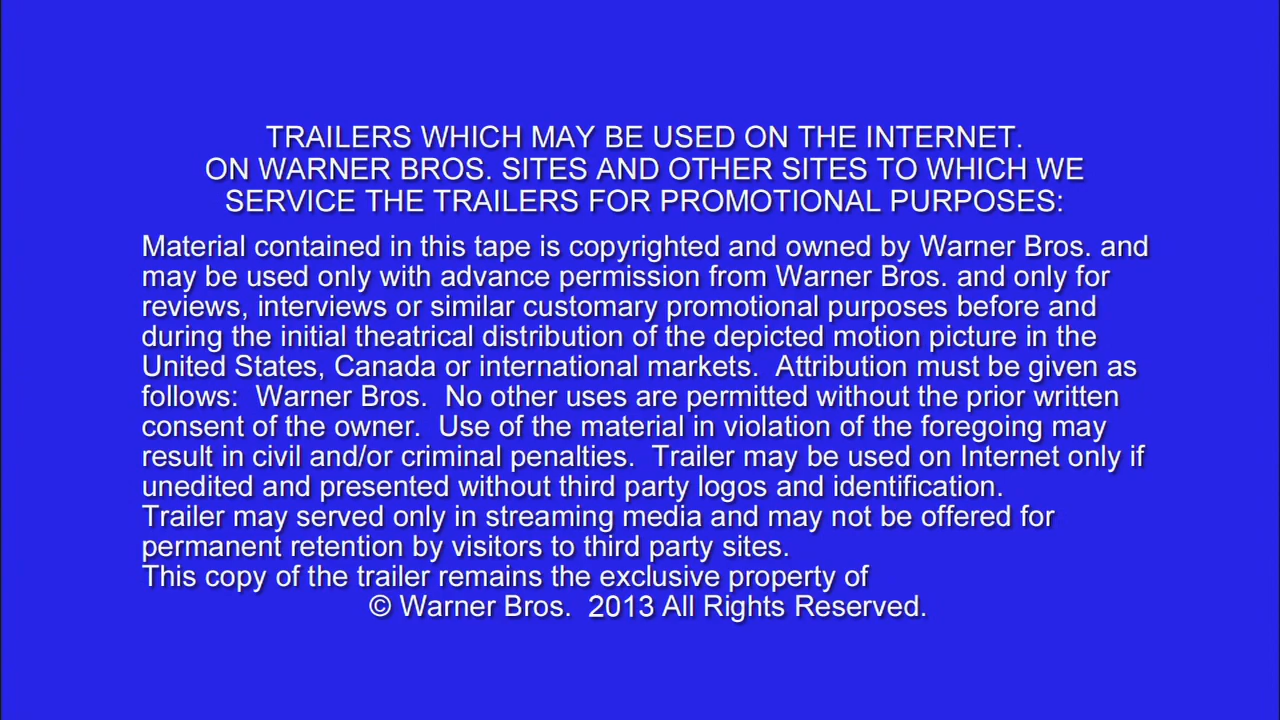 TRAILERS WHICH MAY BE USED ON THE INTERNET.
ON WARNER BROS. SITES AND OTHER SITES TO WHICH WE
SERVICE THE TRAILERS FOR PROMOTIONAL PURPOSES:
Material contained in this tape is copyrighted and owned by Warner Bros. and
may be used only with advance permission from Warner Bros. and only for
reviews, interviews or similar customary promotional purposes before and
during the initial theatrical distribution of the depicted motion picture in the
United States, Canada or international markets.  Attribution must be given as
follows:  Warner Bros.  No other uses are permitted without the prior written
consent of the owner.  Use of the material in violation of the foregoing may
result in civil and/or criminal penalties.  Trailer may be used on Internet only if
unedited and presented without third party logos and identification.
Trailer may served only in streaming media and may not be offered for
permanent retention by visitors to third party sites.
This copy of the trailer remains the exclusive property of
© Warner Bros.  2013 All Rights Reserved.